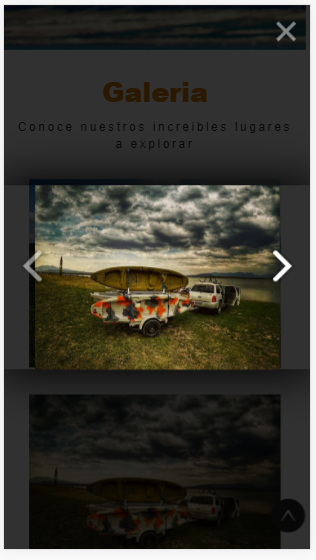 Galeria
Conoce nuestros increibles lugares
a explorar